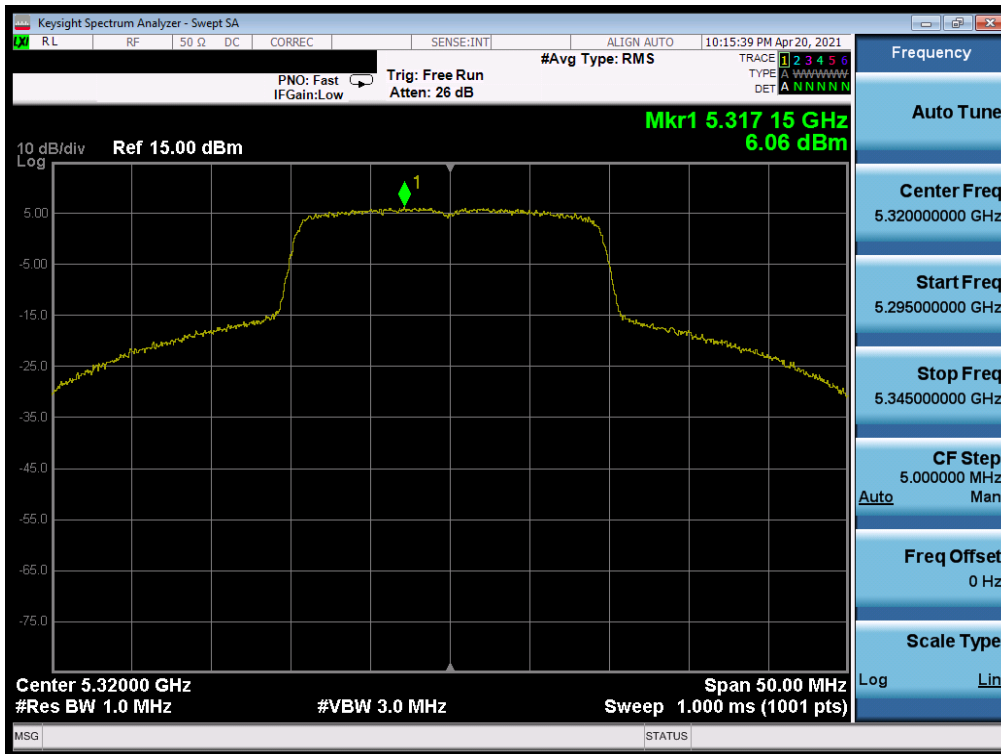 Keysight Spectrum Analyzer - Swept SA
LXI RL RF 50 Ω DC CORREC SENSE:INT ALIGN AUTO 10:15:39 PM Apr 20, 2021
#Avg Type: RMS TRACE 1 2 3 4 5 6
PNO: Fast Trig: Free Run TYPE A WWWWW
IFGain:Low Atten: 26 dB DET A N N N N N
Mkr1 5.317 15 GHz
6.06 dBm
10 dB/div Ref 15.00 dBm
Log
1
5.00
-5.00
-15.0
-25.0
-35.0
-45.0
-55.0
-65.0
-75.0
Center 5.32000 GHz Span 50.00 MHz
#Res BW 1.0 MHz #VBW 3.0 MHz Sweep 1.000 ms (1001 pts)
MSG STATUS
Frequency
Auto Tune
Center Freq
5.320000000 GHz
Start Freq
5.295000000 GHz
Stop Freq
5.345000000 GHz
CF Step
5.000000 MHz
Auto Man
Freq Offset
0 Hz
Scale Type
Log Lin